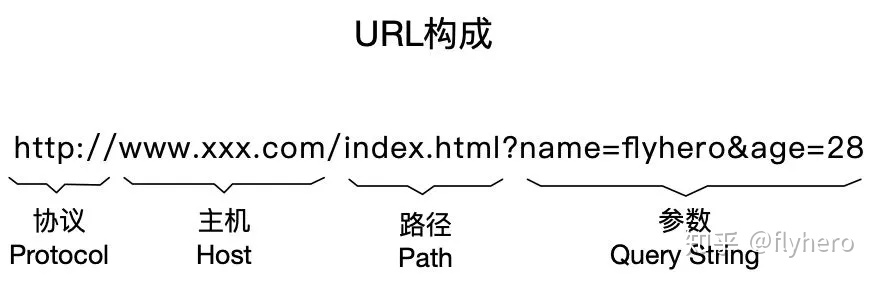 URL构成
http://www.xxx.com/index.html?name=flyhero&age=28
协议 主机 路径 参数
Protocol Host Path Query String
知乎 @flyhero